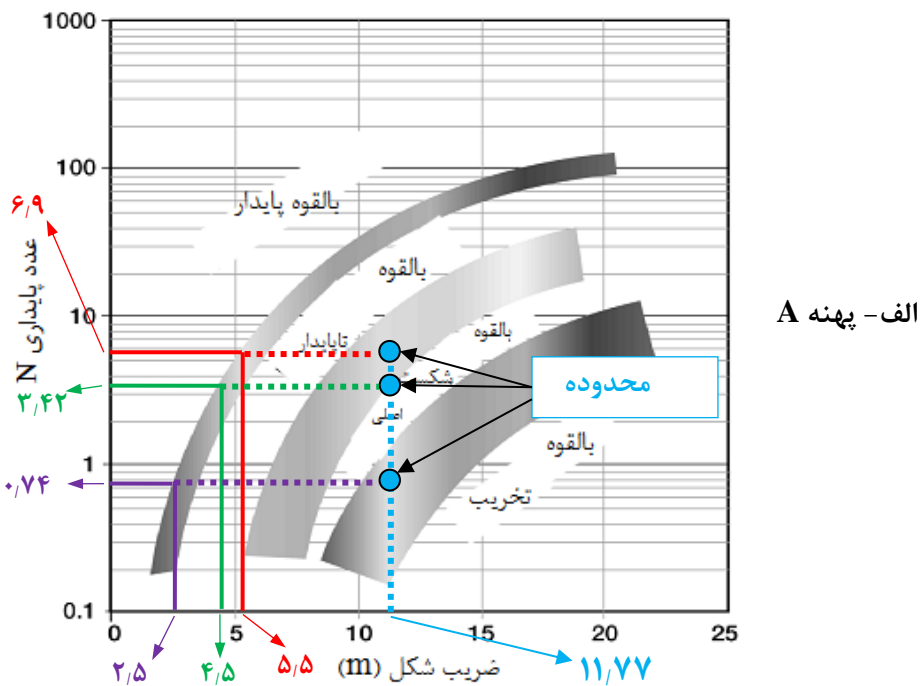 1000
100
10
1
0.1
0
5
10
15
20
25
عدد پایداری N
ضریب شکل (m)
الف- پهنه A
بالقوه پایدار
بالقوه
تاپایدار
بالقوه
شکست
اصلی
بالقوه
تخریب
محدوده
۶٫۹
۳٫۴۲
۰٫۷۴
۲٫۵
۴٫۵
۵٫۵
۱۱٫۷۷